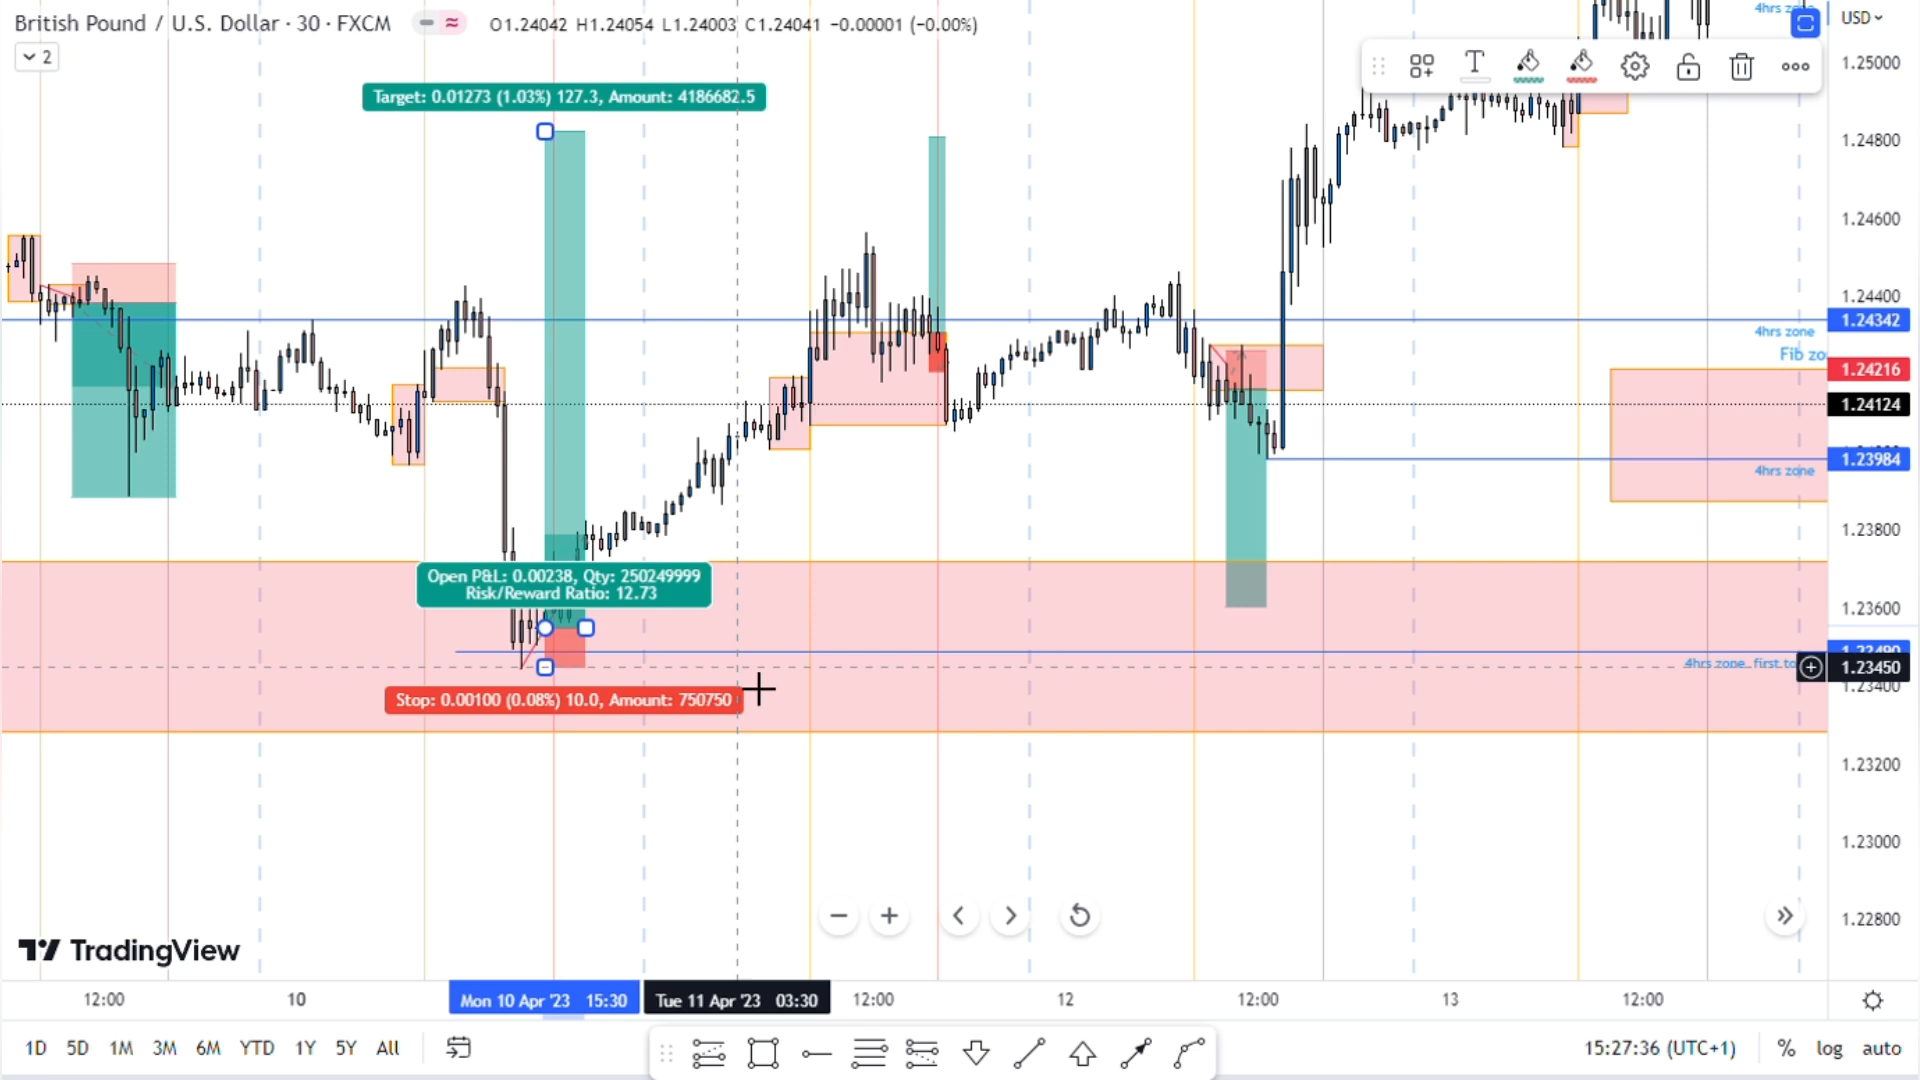 British Pound / U.S. Dollar · 30 · FXCM
O1.24042 H1.24054 L1.24003 C1.24041 −0.00001 (−0.00%)
4hrs
USD
2
1.25000
Target: 0.01273 (1.03%) 127.3, Amount: 4186682.5
1.24800
1.24600
1.24400
1.24342
4hrs zone
Fib zo
1.24216
1.24124
1.23984
4hrs zone
1.23800
Open P&L: 0.00238, Qty: 250249999
Risk/Reward Ratio: 12.73
1.23600
4hrs zone first to
1.23450
1.23400
Stop: 0.00100 (0.08%) 10.0, Amount: 750750
1.23200
1.23000
1.22800
TradingView
12:00
10
Mon 10 Apr '23 15:30
Tue 11 Apr '23 03:30
12:00
12
12:00
13
12:00
1D 5D 1M 3M 6M YTD 1Y 5Y All
15:27:36 (UTC+1)
% log auto